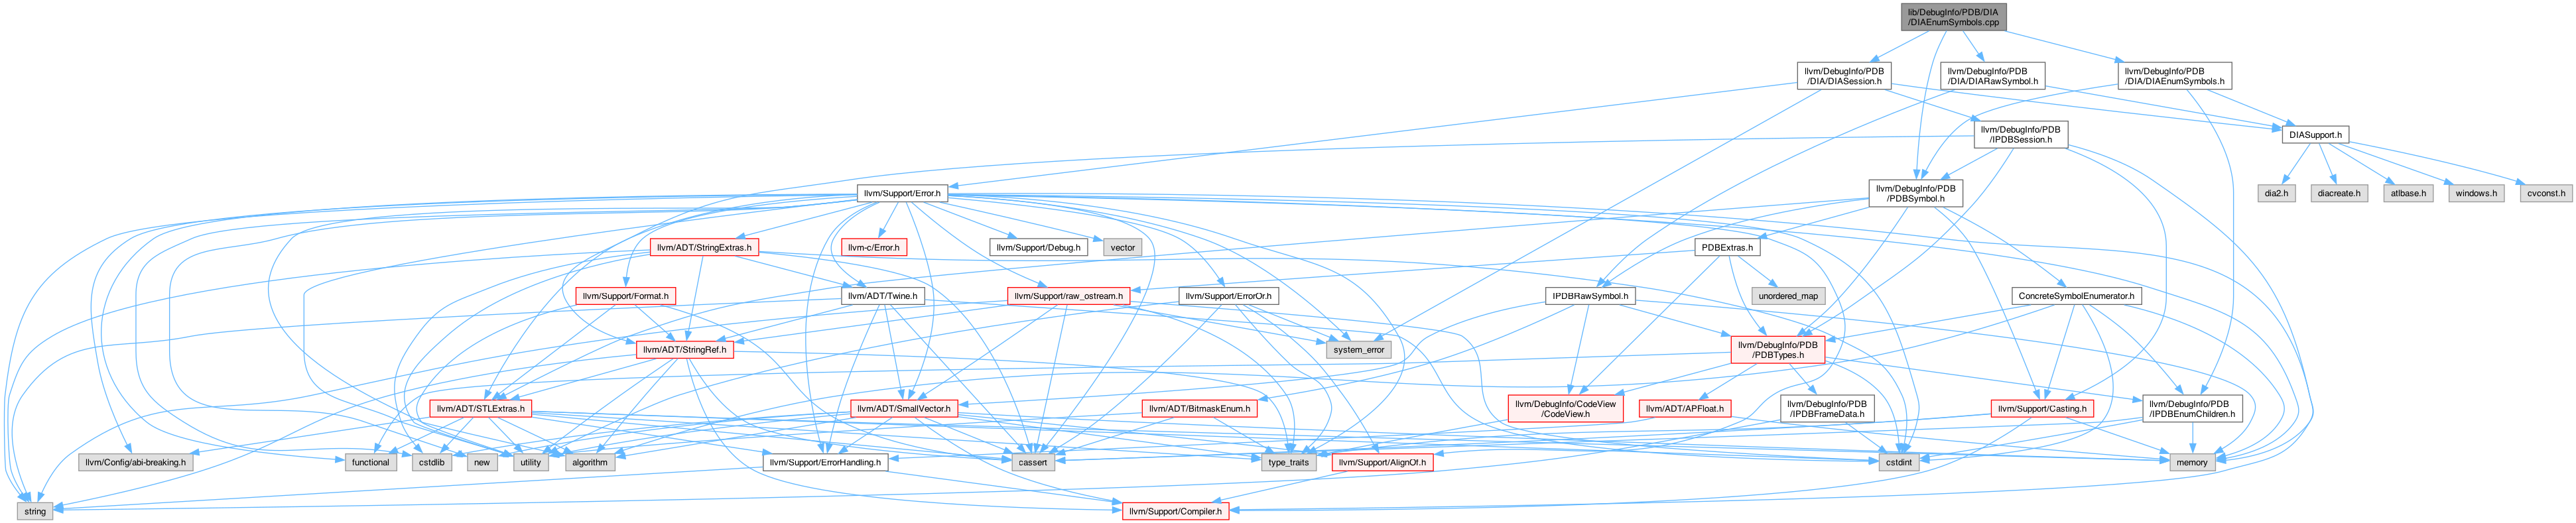 lib/DebugInfo/PDB/DIA
/DIAEnumSymbols.cpp
llvm/DebugInfo/PDB
/DIA/DIASession.h
llvm/DebugInfo/PDB
/DIA/DIARawSymbol.h
llvm/DebugInfo/PDB
/DIA/DIAEnumSymbols.h
llvm/DebugInfo/PDB
/IPDBSession.h
DIASupport.h
llvm/Support/Error.h
llvm/DebugInfo/PDB
/PDBSymbol.h
dia2.h
diacreate.h
atlbase.h
windows.h
cvconst.h
llvm/ADT/StringExtras.h
llvm-c/Error.h
llvm/Support/Debug.h
vector
PDBExtras.h
llvm/Support/Format.h
llvm/ADT/Twine.h
llvm/Support/raw_ostream.h
llvm/Support/ErrorOr.h
IPDBRawSymbol.h
unordered_map
ConcreteSymbolEnumerator.h
llvm/ADT/StringRef.h
system_error
llvm/DebugInfo/PDB
/PDBTypes.h
llvm/ADT/STLExtras.h
llvm/ADT/SmallVector.h
llvm/ADT/BitmaskEnum.h
llvm/DebugInfo/CodeView
/CodeView.h
llvm/ADT/APFloat.h
llvm/DebugInfo/PDB
/IPDBFrameData.h
llvm/Support/Casting.h
llvm/DebugInfo/PDB
/IPDBEnumChildren.h
llvm/Config/abi-breaking.h
functional
cstdlib
new
utility
algorithm
llvm/Support/ErrorHandling.h
cassert
type_traits
llvm/Support/AlignOf.h
cstdint
memory
string
llvm/Support/Compiler.h